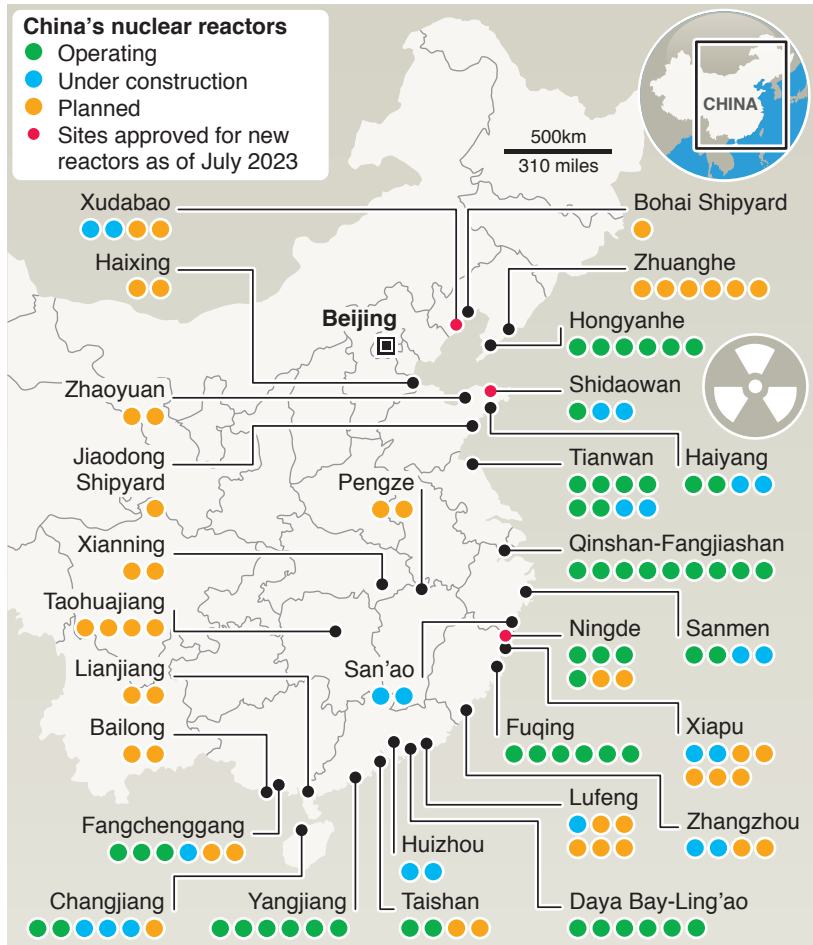 China's nuclear reactors
Operating
Under construction
Planned
Sites approved for new
reactors as of July 2023
CHINA
500km
310 miles
Xudabao
Bohai Shipyard
Haixing
Zhuanghe
Beijing
Hongyanhe
Zhaoyuan
Shidaowan
Jiaodong
Shipyard
Pengze
Tianwan
Haiyang
Xianning
Qinshan-Fangjiashan
Taohuajiang
Ningde
Sanmen
Lianjiang
San'ao
Bailong
Fuqing
Xiapu
Lufeng
Fangchenggang
Huizhou
Zhangzhou
Changjiang
Yangjiang
Taishan
Daya Bay-Ling'ao